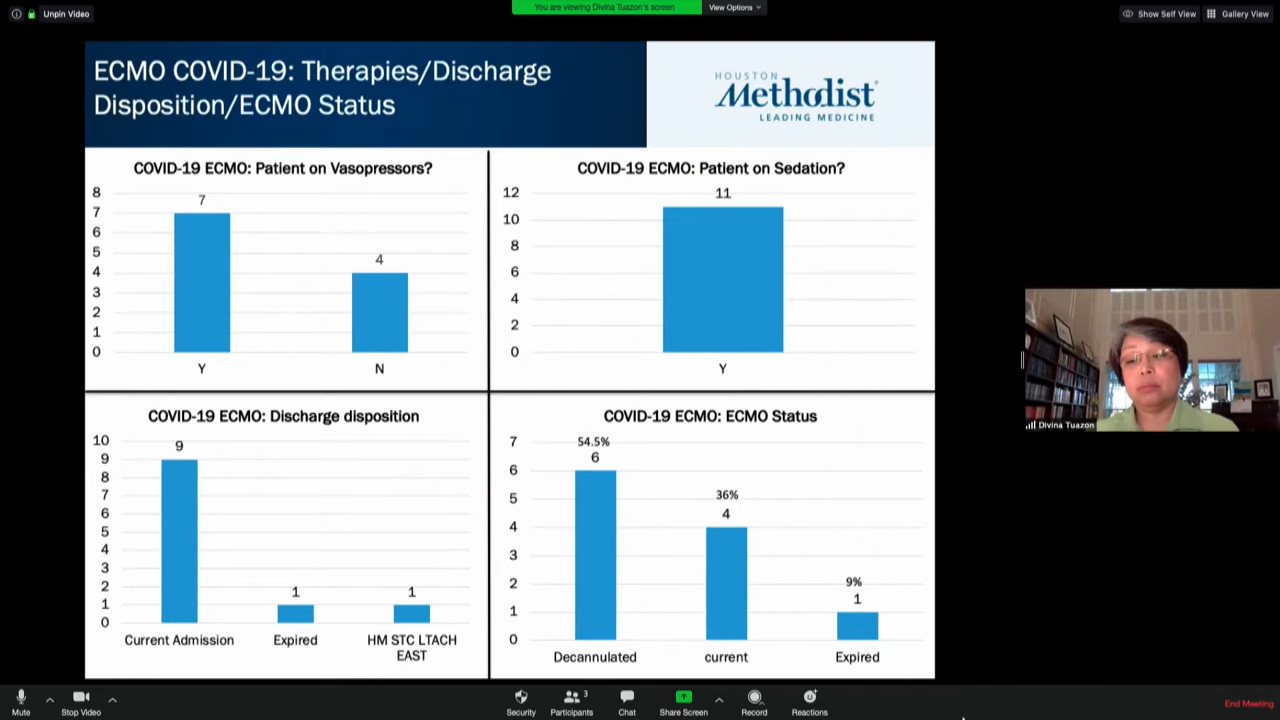 Unpin Video
You are viewing Divina Tuazon's screen
View Options
Show Self View
Gallery View
ECMO COVID-19: Therapies/Discharge
Disposition/ECMO Status
HOUSTON
Methodist
LEADING MEDICINE
COVID-19 ECMO: Patient on Vasopressors?
8
7
6
5
4
3
2
1
0
7
4
Y
N
COVID-19 ECMO: Patient on Sedation?
12
10
8
6
4
2
0
11
Y
COVID-19 ECMO: Discharge disposition
10
9
8
7
6
5
4
3
2
1
0
9
1
1
Current Admission
Expired
HM STC LTACH
EAST
COVID-19 ECMO: ECMO Status
7
6
5
4
3
2
1
0
54.5%
6
36%
4
9%
1
Decannulated
current
Expired
Divina Tuazon
Mute
Stop Video
Security
Participants
3
Chat
Share Screen
Record
Reactions
End Meeting